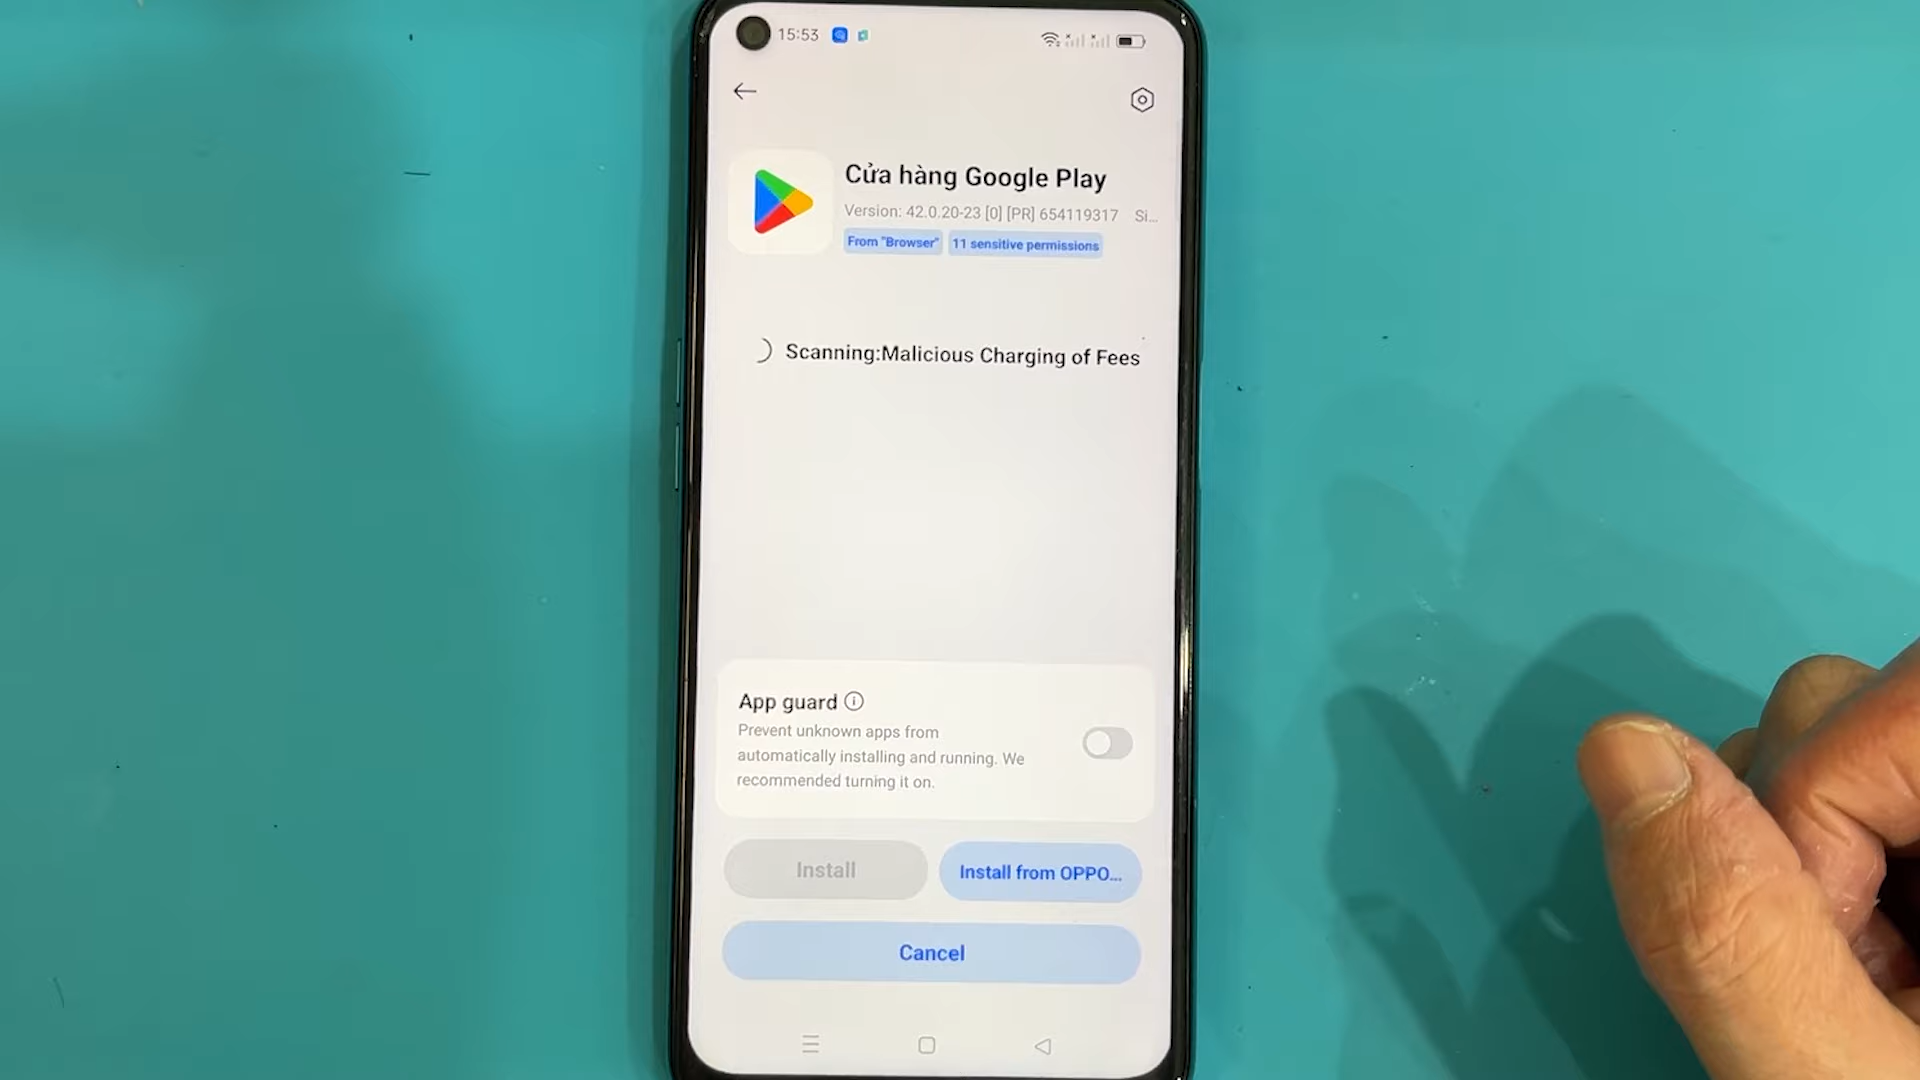 15:53
Cửa hàng Google Play
Version: 42.0.20-23 [0] [PR] 654119317 Si...
From "Browser" 11 sensitive permissions
Scanning:Malicious Charging of Fees
App guard
Prevent unknown apps from
automatically installing and running. We
recommended turning it on.
Install Install from OPPO...
Cancel